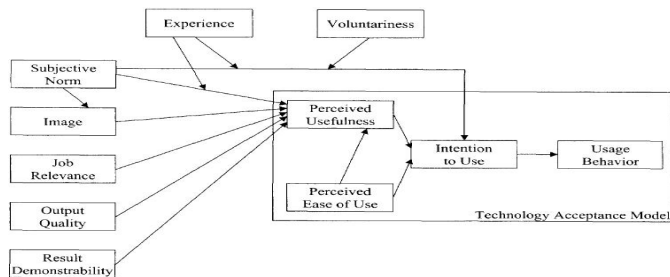 Experience
Voluntariness
Subjective
Norm
Image
Job
Relevance
Output
Quality
Result
Demonstrability
Perceived
Usefulness
Perceived
Ease of Use
Intention
to Use
Usage
Behavior
Technology Acceptance Model